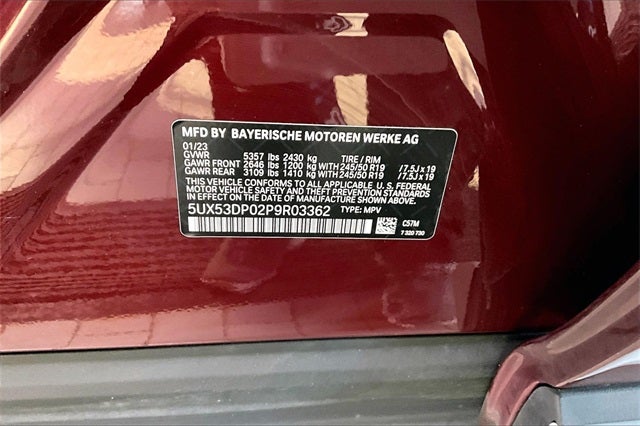 MFD BY BAYERISCHE MOTOREN WERKE AG
01/23
GVWR 5357 lbs 2430 kg TIRE / RIM
GAWR FRONT 2646 lbs 1200 kg WITH 245/50 R19 /7.5J x 19
GAWR REAR 3109 lbs 1410 kg WITH 245/50 R19 /7.5J x 19
THIS VEHICLE CONFORMS TO ALL APPLICABLE U.S. FEDERAL
MOTOR VEHICLE SAFETY AND THEFT PREVENTION STANDARDS
IN EFFECT ON THE DATE OF MANUFACTURE SHOWN ABOVE.
5UX53DP02P9R03362 TYPE: MPV
C57M
7 320 730